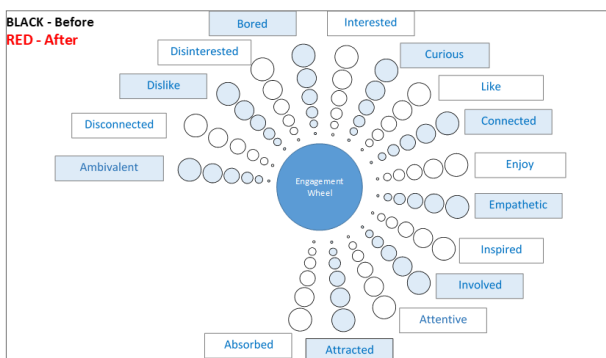 BLACK - Before
RED - After
Bored
Interested
Disinterested
Curious
Dislike
Like
Disconnected
Connected
Ambivalent
Enjoy
Engagement
Wheel
Empathetic
Inspired
Involved
Attentive
Absorbed
Attracted